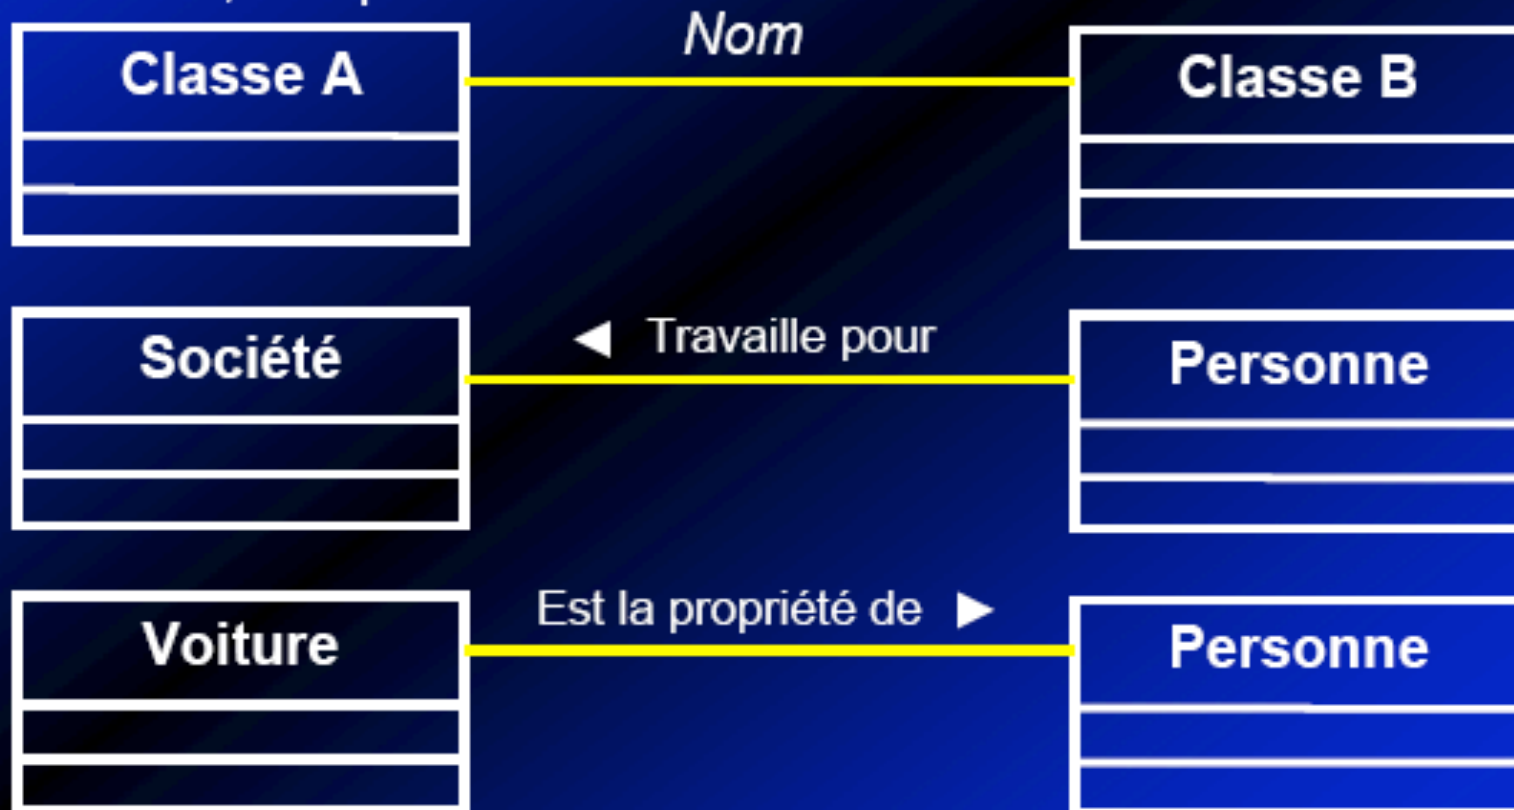 Nom
Classe A
Classe B
◄ Travaille pour
Société
Personne
Est la propriété de ►
Voiture
Personne